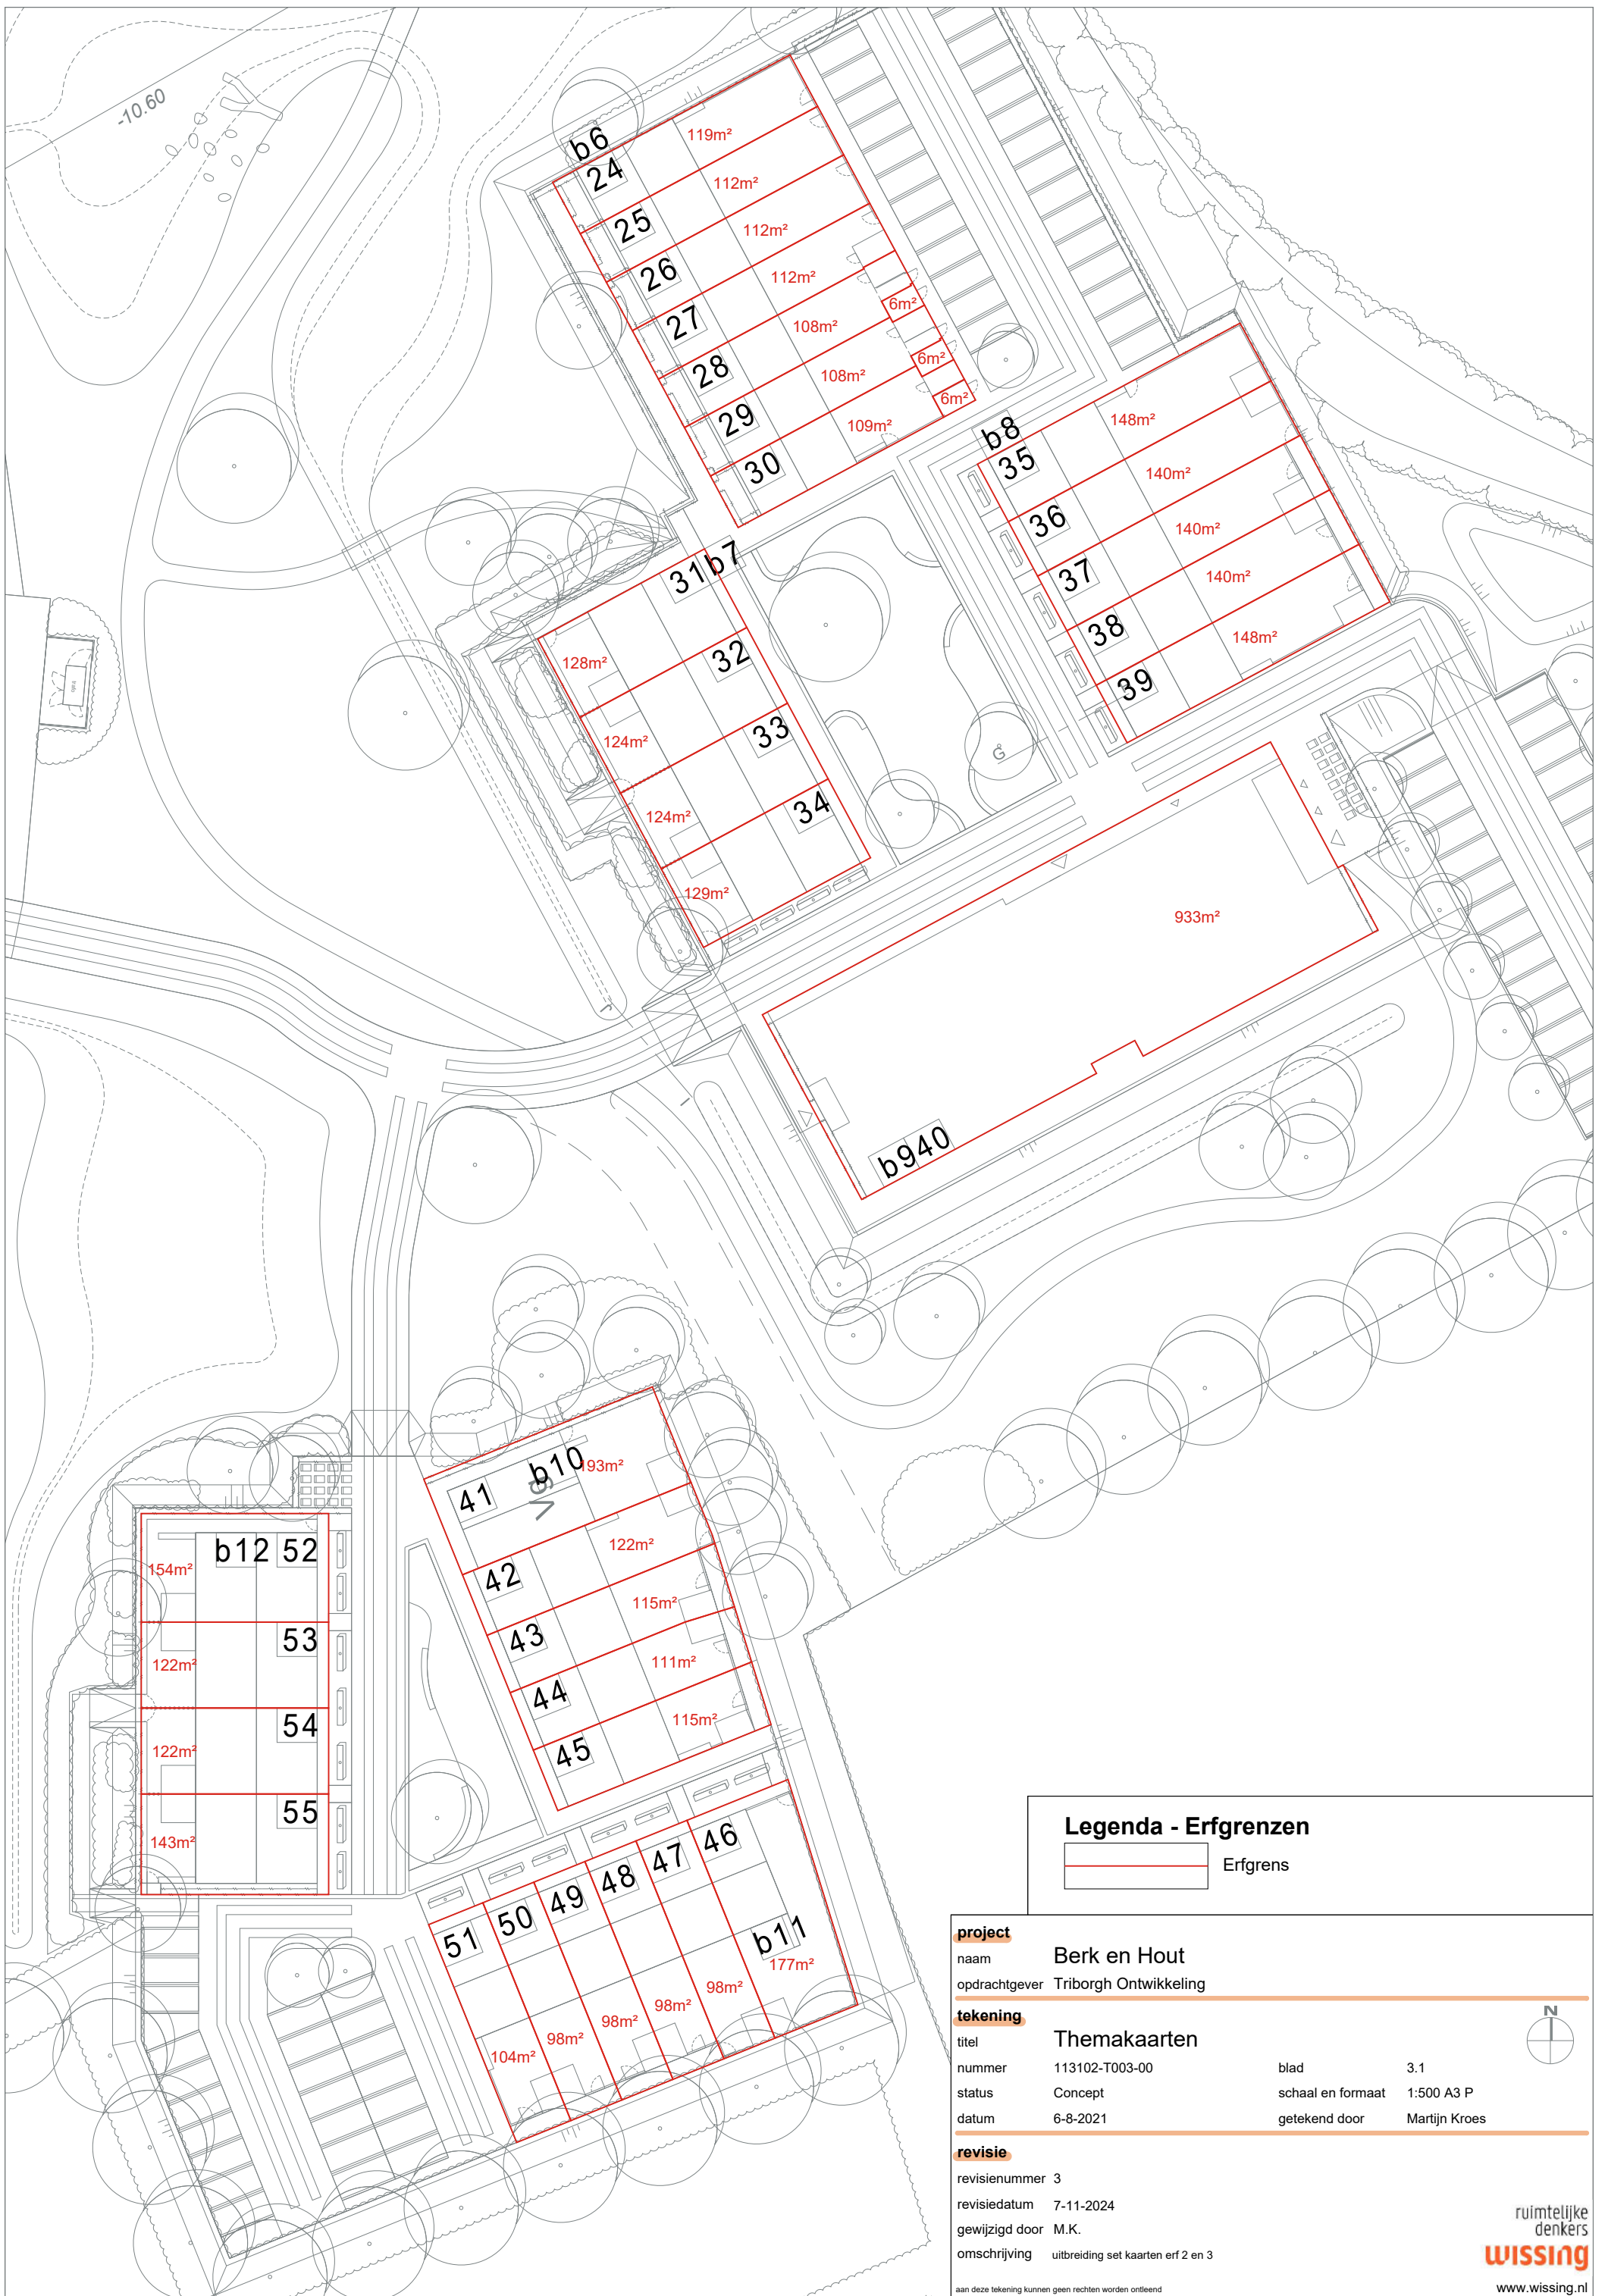 -10.60
b6
24
119m²
25
112m²
26
112m²
27
112m²
28
108m²
6m²
29
108m²
6m²
30
109m²
6m²
b8
35
148m²
36
140m²
37
140m²
38
140m²
39
148m²
31 b7
128m²
32
124m²
33
124m²
34
129m²
G
933m²
b9 40
41
b10
193m²
42
122m²
43
115m²
44
111m²
45
115m²
b12 52
154m²
53
122m²
54
122m²
55
143m²
46
47
48
49
50
51
b11
177m²
98m²
98m²
98m²
98m²
104m²
Legenda - Erfgrenzen
Erfgrens
project
naam Berk en Hout
opdrachtgever Triborgh Ontwikkeling
tekening
N
titel Themakaarten
nummer 113102-T003-00 blad 3.1
status Concept schaal en formaat 1:500 A3 P
datum 6-8-2021 getekend door Martijn Kroes
revisie
revisienummer 3
revisiedatum 7-11-2024
gewijzigd door M.K.
omschrijving uitbreiding set kaarten erf 2 en 3
ruimtelijke
denkers
wissing
aan deze tekening kunnen geen rechten worden ontleend
www.wissing.nl